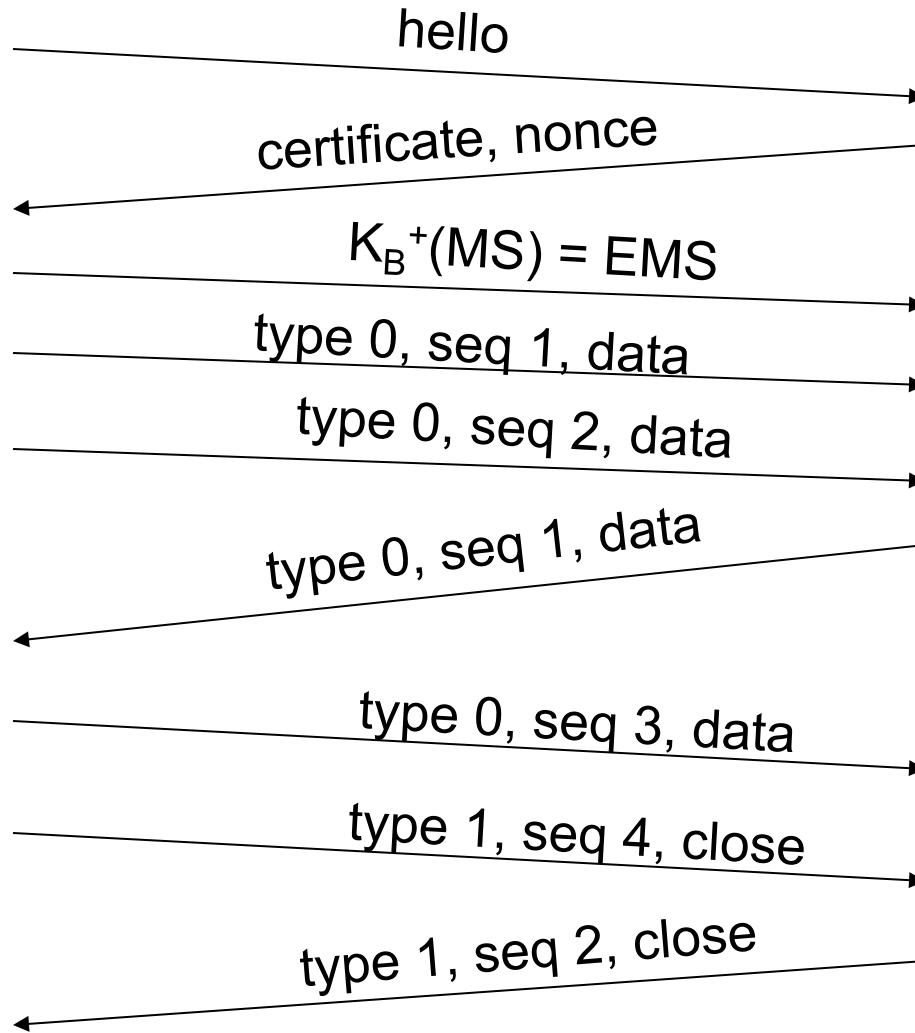 hello
certificate, nonce
K_B⁺(MS) = EMS
type 0, seq 1, data
type 0, seq 2, data
type 0, seq 1, data
type 0, seq 3, data
type 1, seq 4, close
type 1, seq 2, close